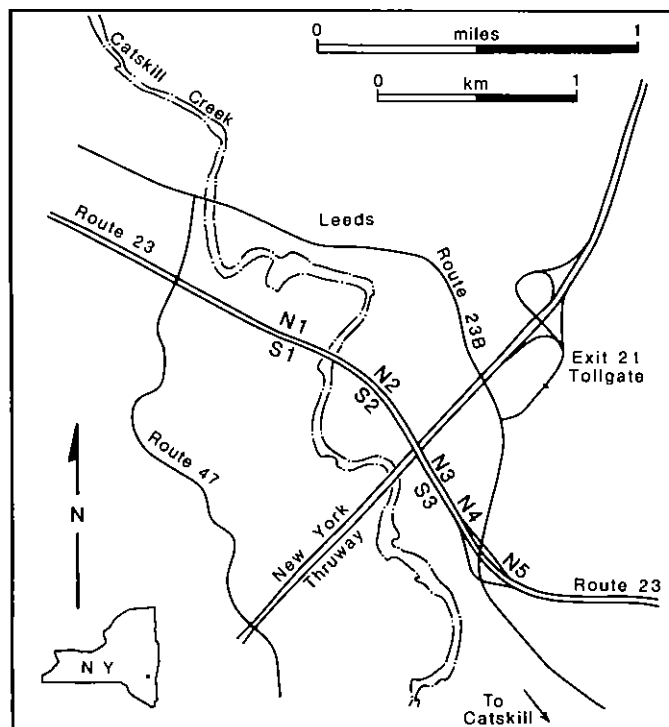 0 1
miles
0 1
km
Catskill
Creek
Route 23
Leeds
Route 23B
N1
S1
N2
S2
Exit 21
Tollgate
Route 47
N3
S3
N4
N5
New York
Thruway
Route 23
N
NY
To
Catskill